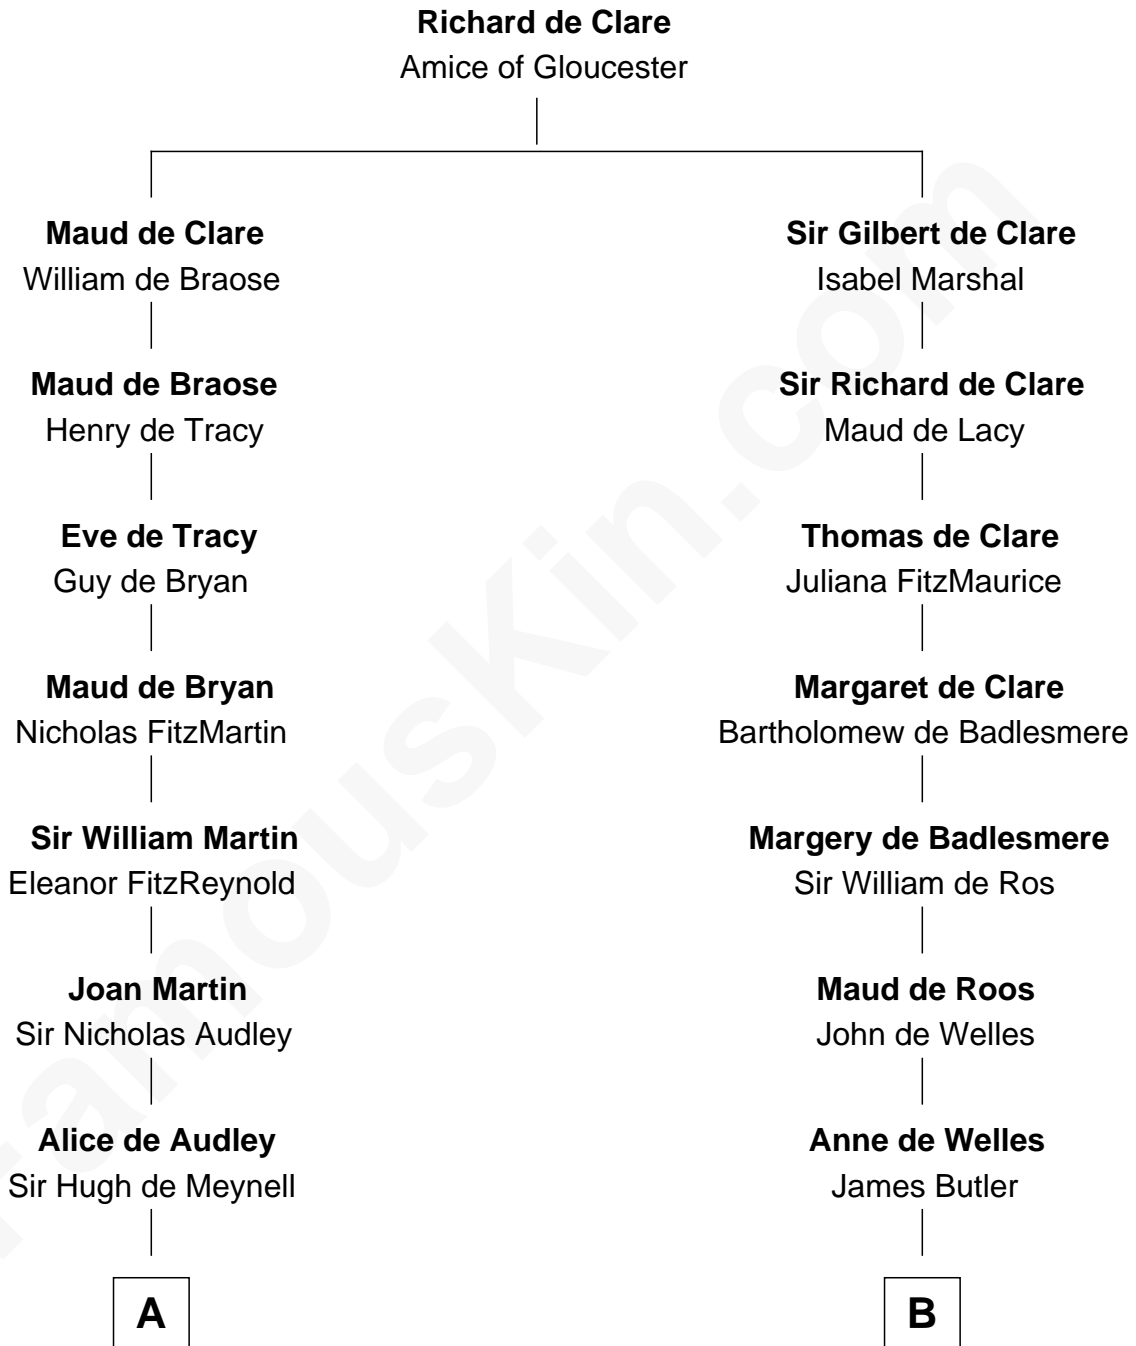 Richard de Clare
Amice of Gloucester
Maud de Clare
William de Braose
Sir Gilbert de Clare
Isabel Marshal
Maud de Braose
Henry de Tracy
Sir Richard de Clare
Maud de Lacy
Eve de Tracy
Guy de Bryan
Thomas de Clare
Juliana FitzMaurice
Maud de Bryan
Nicholas FitzMartin
Margaret de Clare
Bartholomew de Badlesmere
Sir William Martin
Eleanor FitzReynold
Margery de Badlesmere
Sir William de Ros
Joan Martin
Sir Nicholas Audley
Maud de Roos
John de Welles
Alice de Audley
Sir Hugh de Meynell
Anne de Welles
James Butler
A
B
FamousKin.com